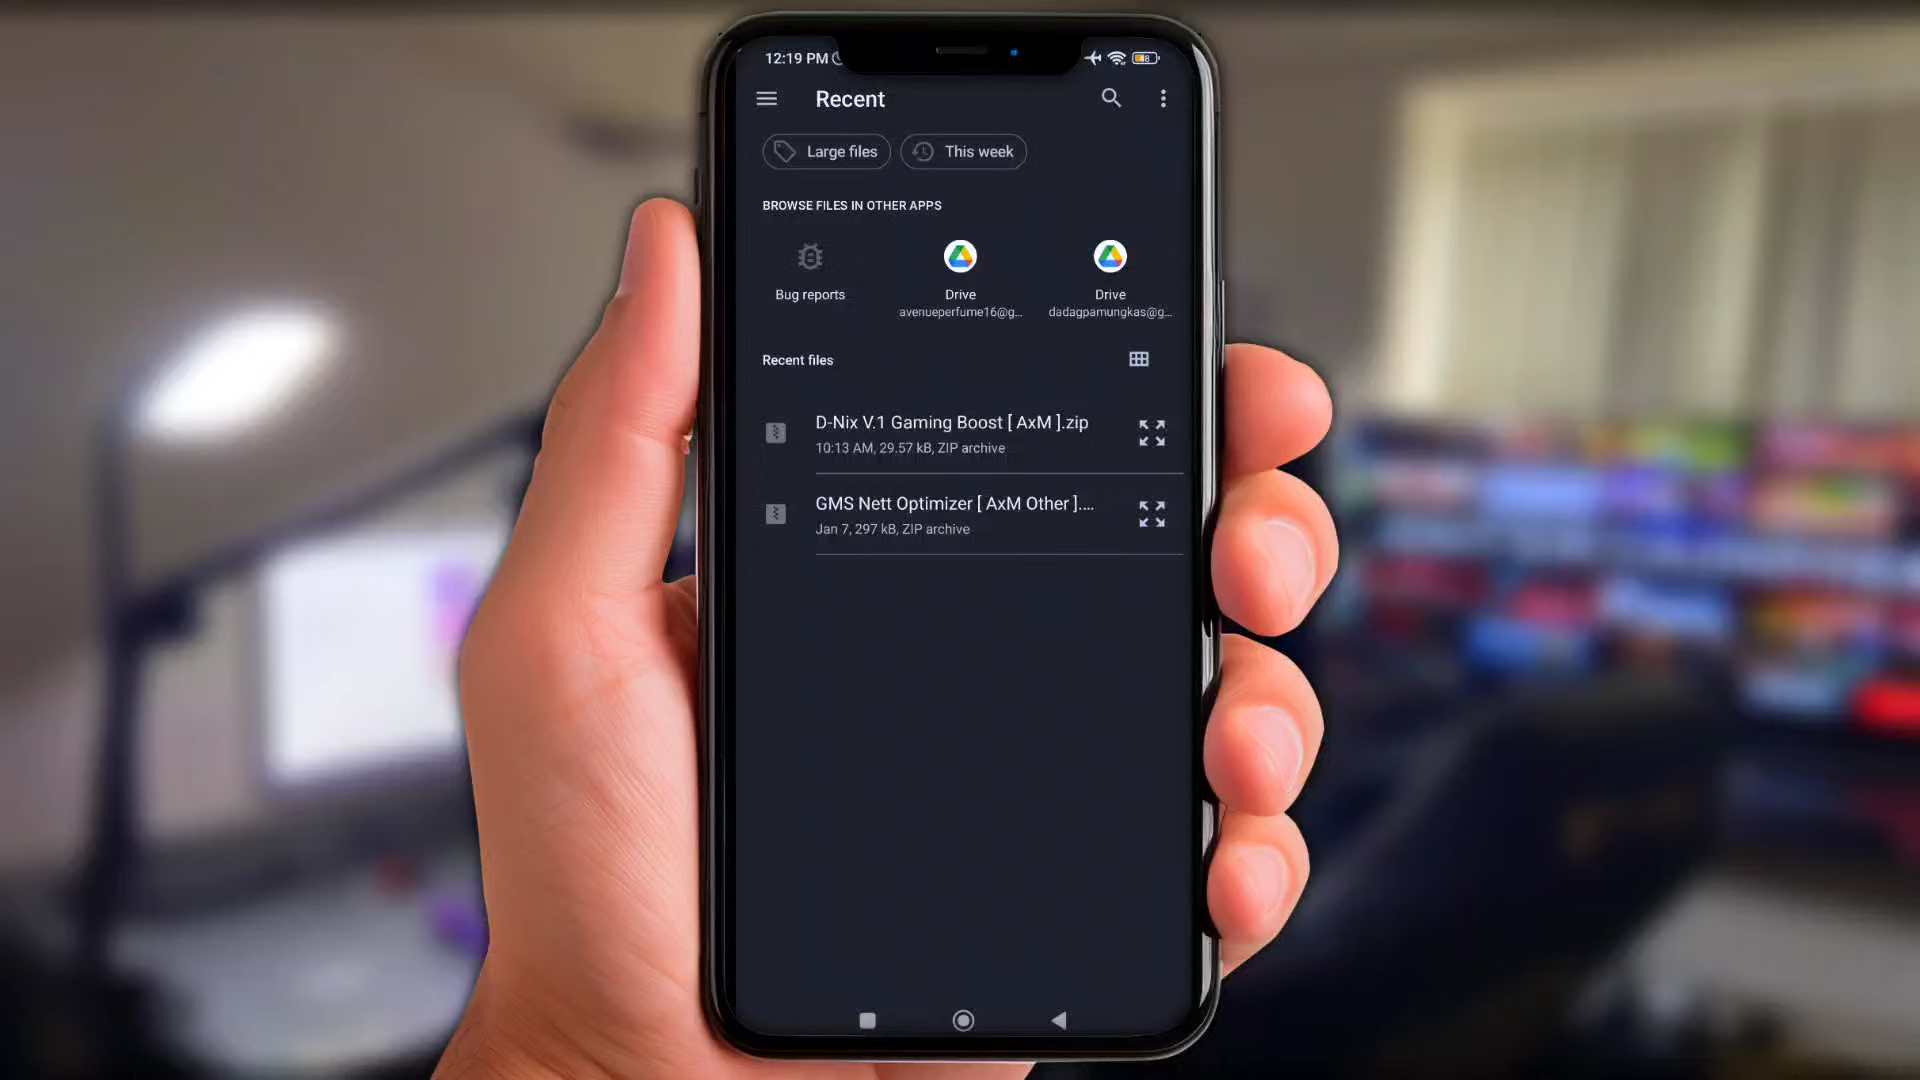 12:19 PM
Recent
Large files
This week
BROWSE FILES IN OTHER APPS
Bug reports
Drive
avenueperfume16@g...
Drive
dadagpamungkas@g...
Recent files
D-Nix V.1 Gaming Boost [ AxM ].zip
10:13 AM, 29.57 kB, ZIP archive
GMS Nett Optimizer [ AxM Other ]....
Jan 7, 297 kB, ZIP archive